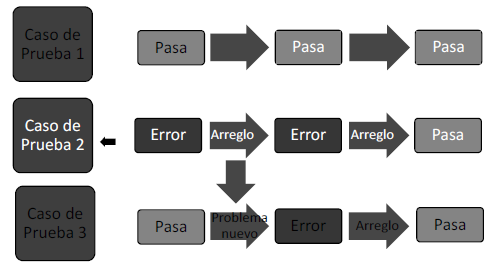 Caso de
Prueba 1
Pasa
Pasa
Pasa
Caso de
Prueba 2
Error
Arreglo
Error
Arreglo
Pasa
Caso de
Prueba 3
Pasa
Problema
nuevo
Error
Arreglo
Pasa